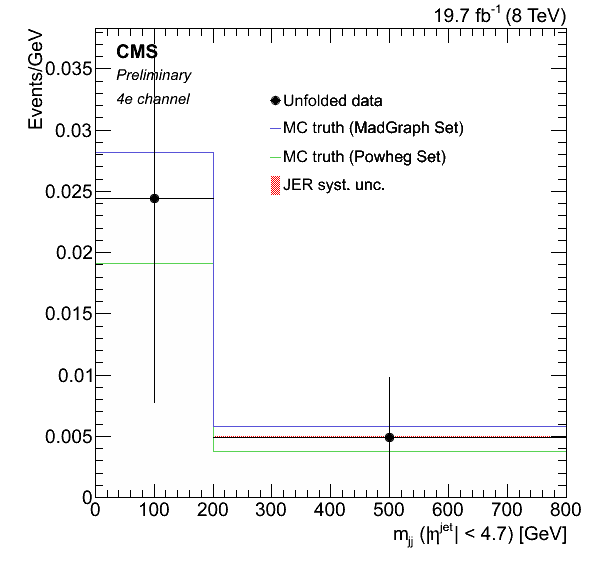 19.7 fb⁻¹ (8 TeV)
Events/GeV
CMS
Preliminary
4e channel
Unfolded data
MC truth (MadGraph Set)
MC truth (Powheg Set)
JER syst. unc.
0.035
0.03
0.025
0.02
0.015
0.01
0.005
0
0 100 200 300 400 500 600 700 800
m_jj (|η^jet| < 4.7) [GeV]